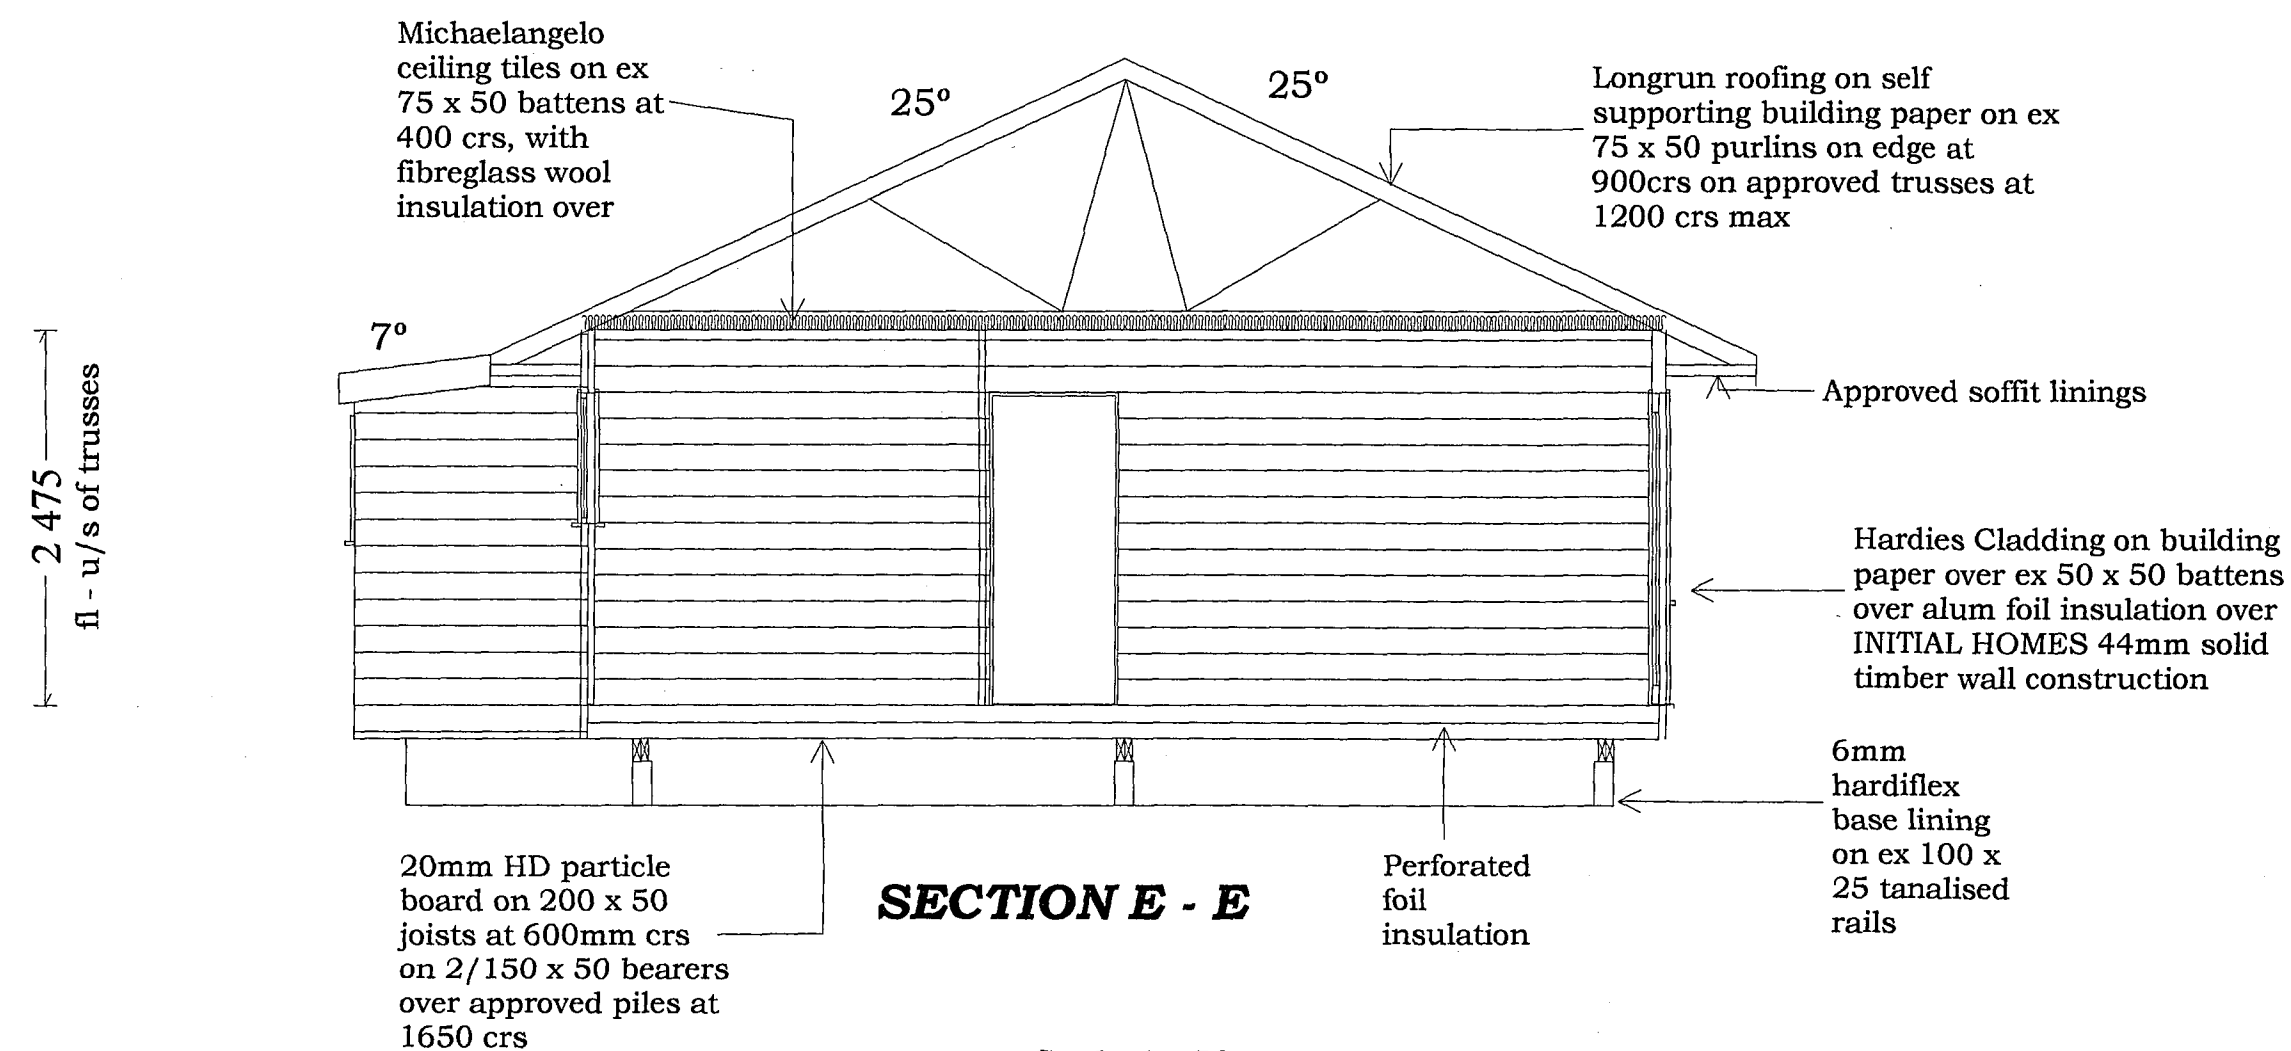 Michaelangelo
ceiling tiles on ex
75 x 50 battens at
400 crs, with
fibreglass wool
insulation over
25º
25º
Longrun roofing on self
supporting building paper on ex
75 x 50 purlins on edge at
900crs on approved trusses at
1200 crs max
7º
2 475
fl - u/s of trusses
Approved soffit linings
Hardies Cladding on building
paper over ex 50 x 50 battens
over alum foil insulation over
INITIAL HOMES 44mm solid
timber wall construction
6mm
hardiflex
base lining
on ex 100 x
25 tanalised
rails
20mm HD particle
board on 200 x 50
joists at 600mm crs
on 2/150 x 50 bearers
over approved piles at
1650 crs
SECTION E - E
Perforated
foil
insulation